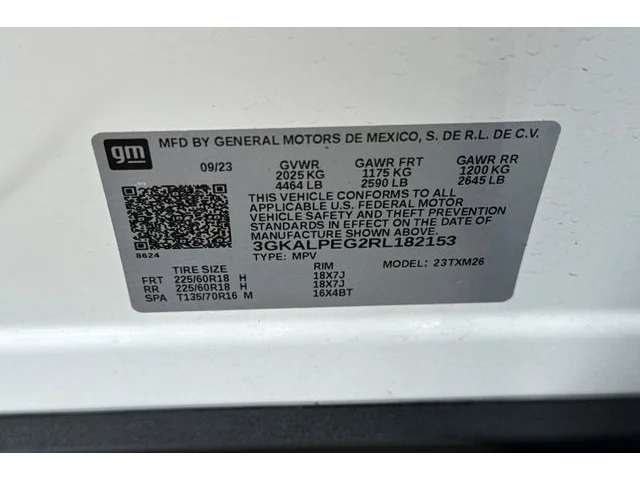 gm MFD BY GENERAL MOTORS DE MEXICO, S. DE R.L. DE C.V.
09/23 GVWR GAWR FRT GAWR RR
2025 KG 1175 KG 1200 KG
4464 LB 2590 LB 2645 LB
THIS VEHICLE CONFORMS TO ALL
APPLICABLE U.S. FEDERAL MOTOR
VEHICLE SAFETY AND THEFT PREVENTION
STANDARDS IN EFFECT ON THE DATE OF
MANUFACTURE SHOWN ABOVE.
8624 3GKALPEG2RL182153
TYPE: MPV MODEL: 23TXM26
TIRE SIZE RIM
FRT 225/60R18 H 18X7J
RR 225/60R18 H 18X7J
SPA T135/70R16 M 16X4BT